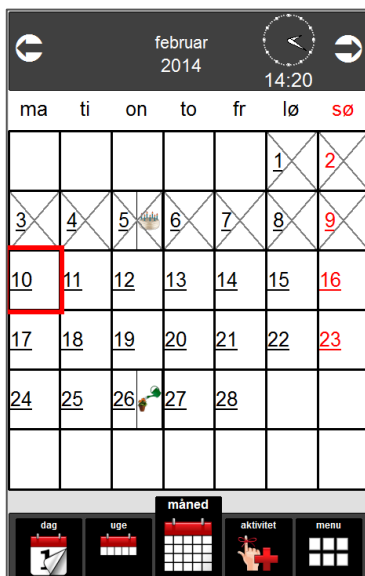 februar
2014
14:20
ma ti on to fr lø sø
1 2
3 4 5 6 7 8 9
10 11 12 13 14 15 16
17 18 19 20 21 22 23
24 25 26 27 28
måned
dag uge aktivitet menu
1